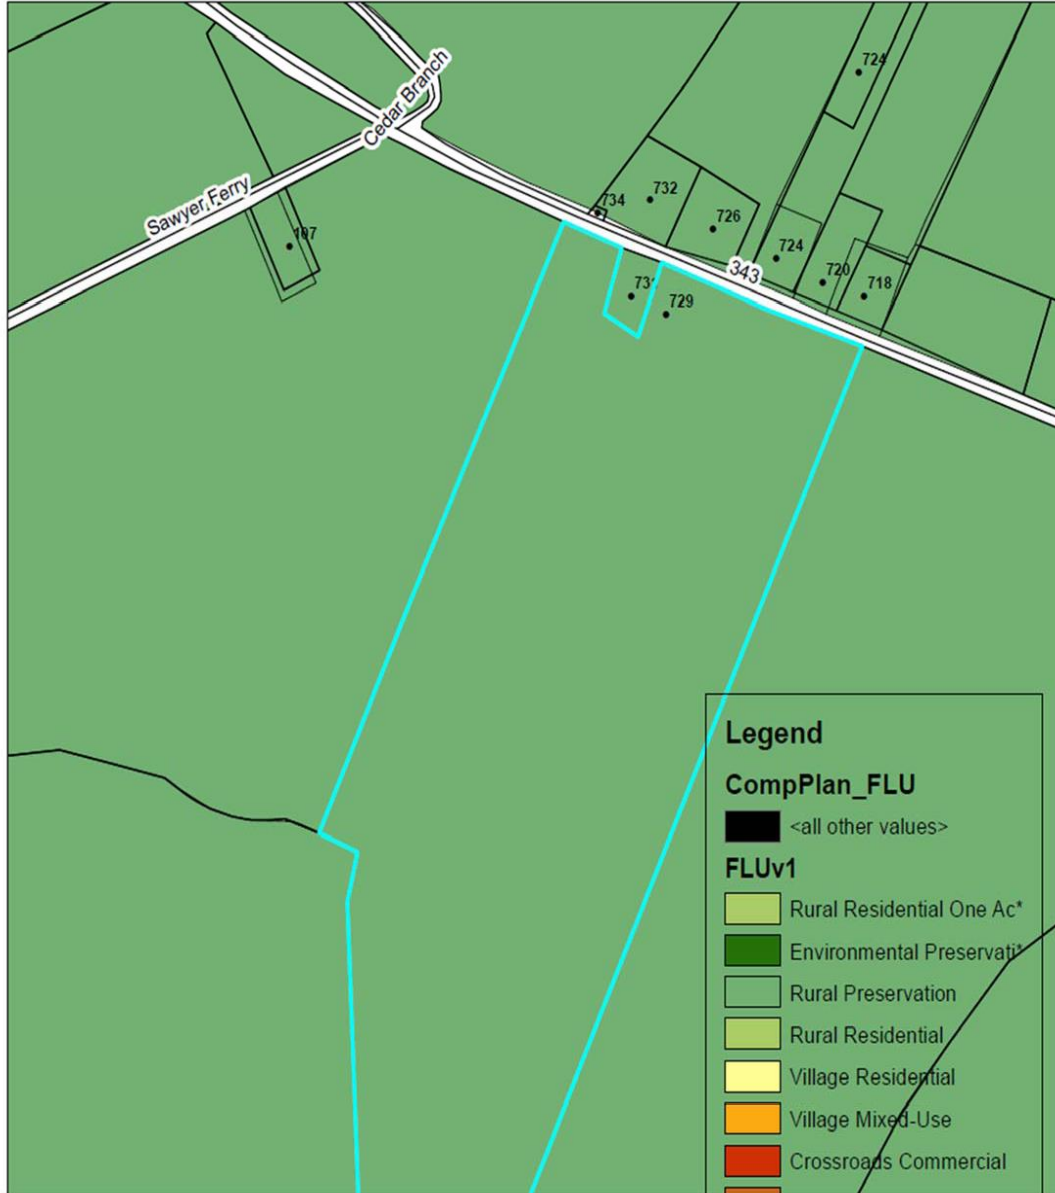 724
Cedar Branch
Sawyer Ferry
732
734
726
107
724
343
720
718
729
Legend
CompPlan_FLU
<all other values>
FLUv1
Rural Residential One Ac*
Environmental Preservati*
Rural Preservation
Rural Residential
Village Residential
Village Mixed-Use
Crossroads Commercial